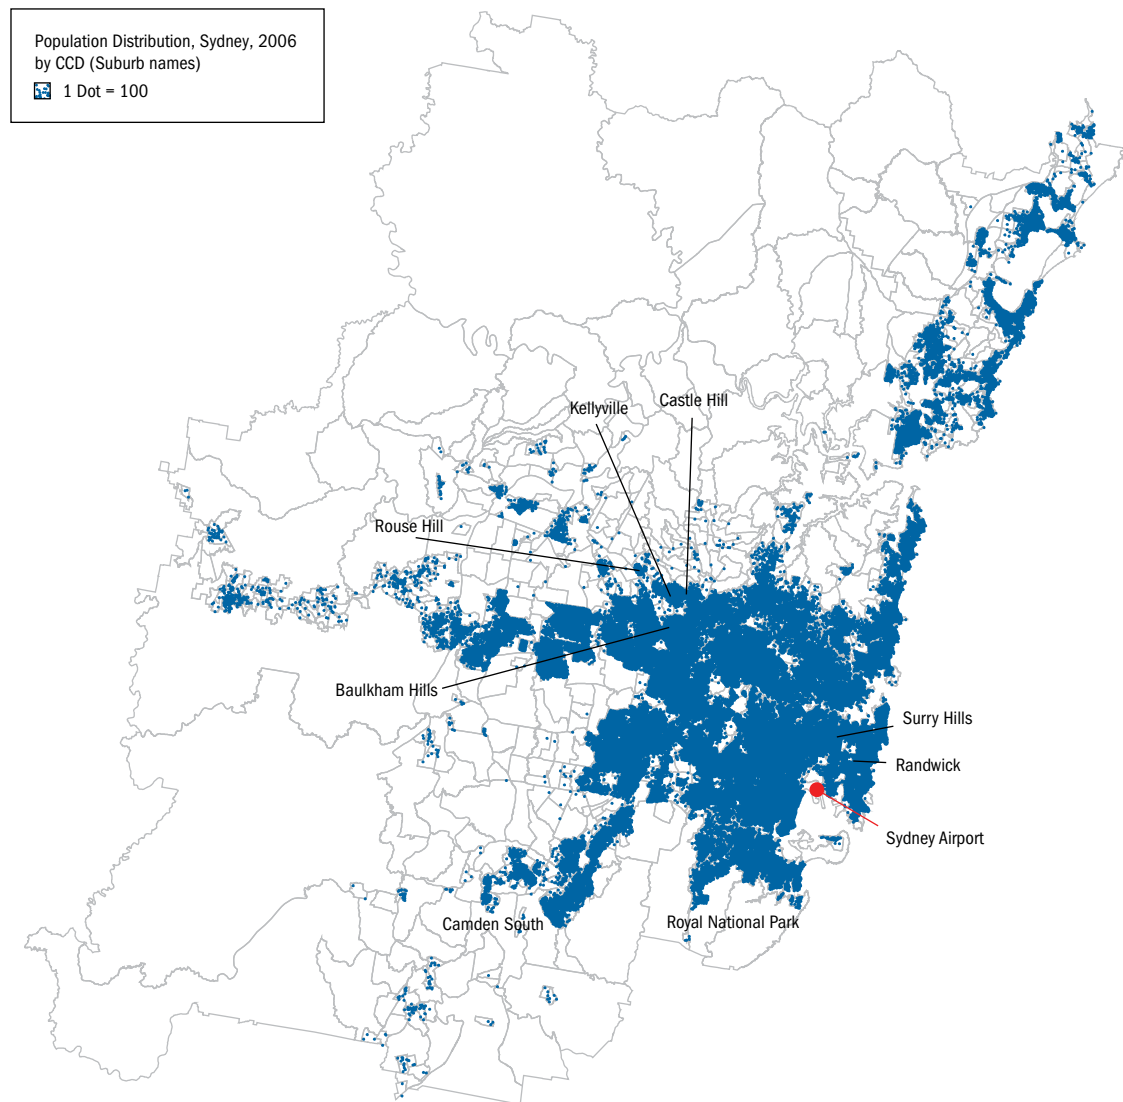 Population Distribution, Sydney, 2006
by CCD (Suburb names)
1 Dot = 100
Kellyville
Castle Hill
Rouse Hill
Baulkham Hills
Surry Hills
Randwick
Sydney Airport
Camden South
Royal National Park